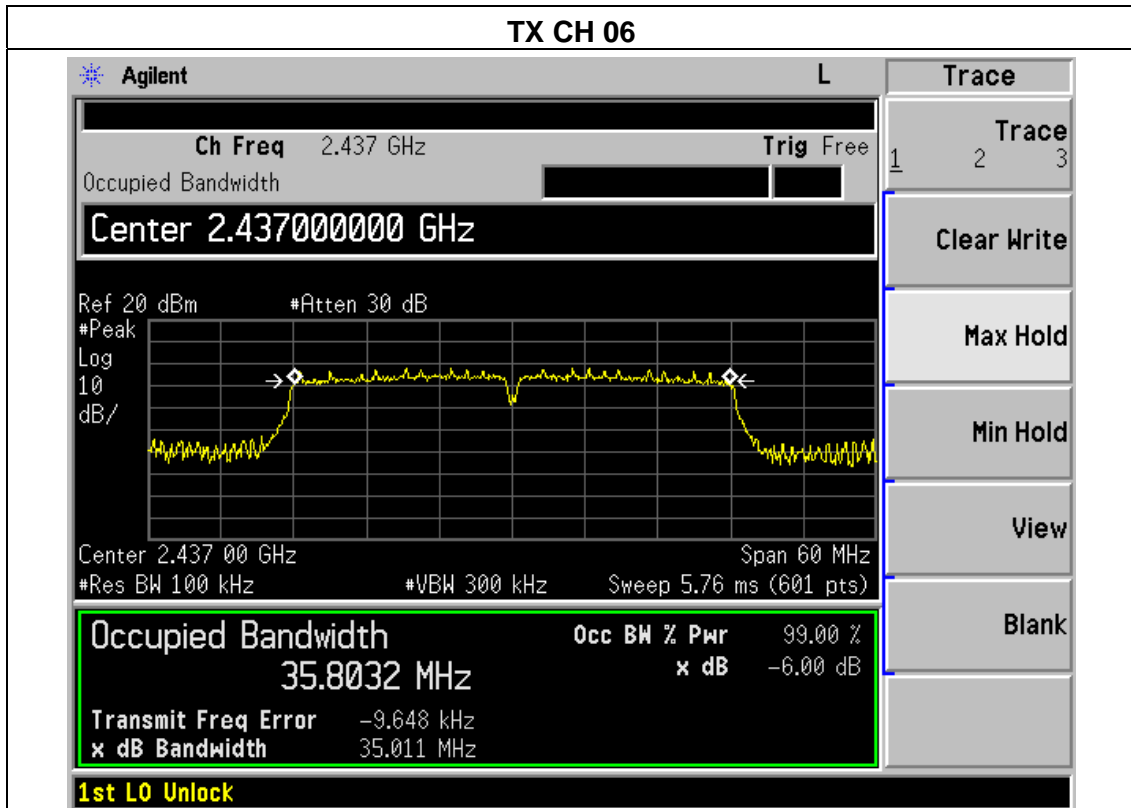 TX CH 06
Agilent L Trace
Ch Freq 2.437 GHz Trig Free
Occupied Bandwidth
Center 2.437000000 GHz
Ref 20 dBm #Atten 30 dB
#Peak
Log
10
dB/
Center 2.437 00 GHz Span 60 MHz
#Res BW 100 kHz #VBW 300 kHz Sweep 5.76 ms (601 pts)
Occupied Bandwidth Occ BW % Pwr 99.00 %
35.8032 MHz x dB -6.00 dB
Transmit Freq Error -9.648 kHz
x dB Bandwidth 35.011 MHz
1st LO Unlock
Trace
1 2 3
Clear Write
Max Hold
Min Hold
View
Blank